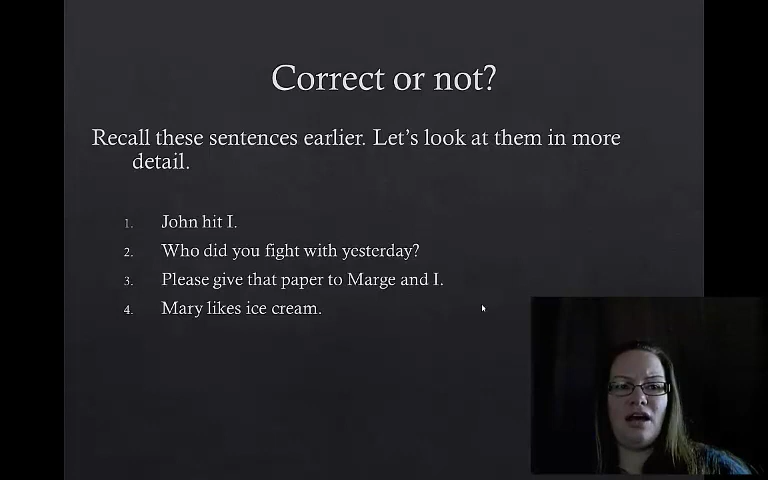 Correct or not?
Recall these sentences earlier. Let's look at them in more
detail.
1. John hit I.
2. Who did you fight with yesterday?
3. Please give that paper to Marge and I.
4. Mary likes ice cream.